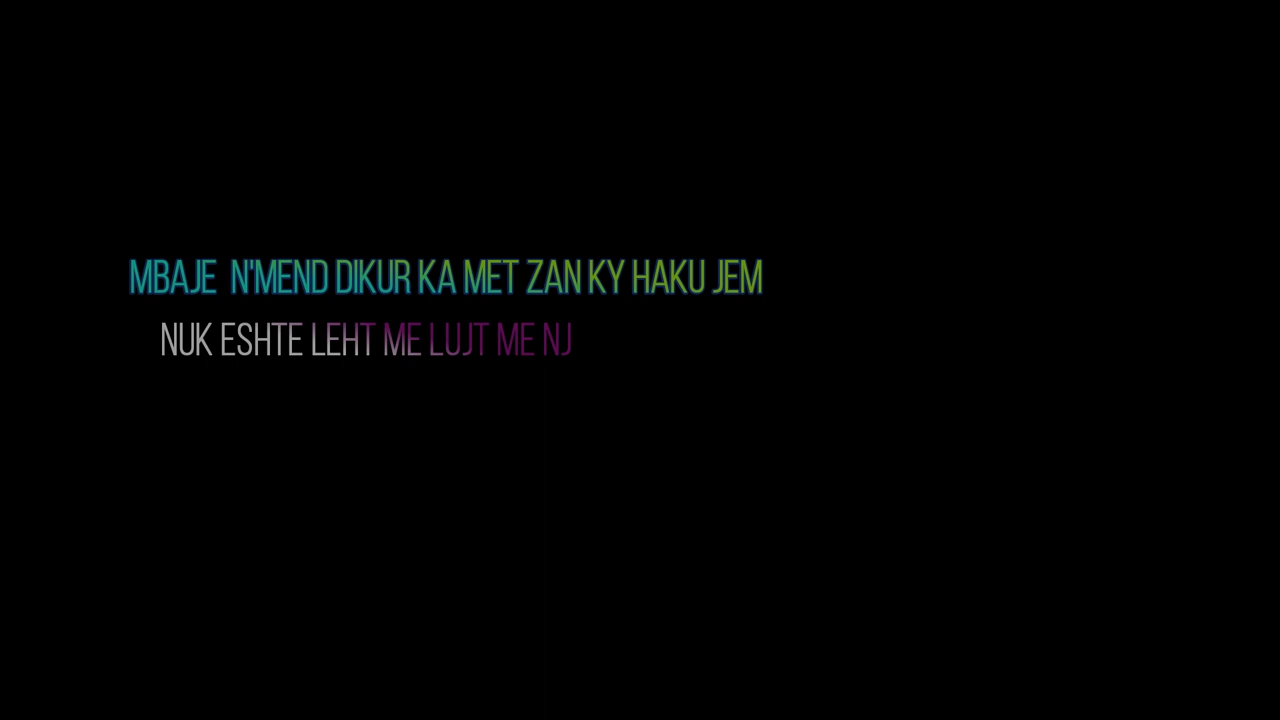 MBAJE N'MEND DIKUR KA MET ZAN KY HAKU JEM
NUK ESHTE LEHT ME LUJT ME NJ